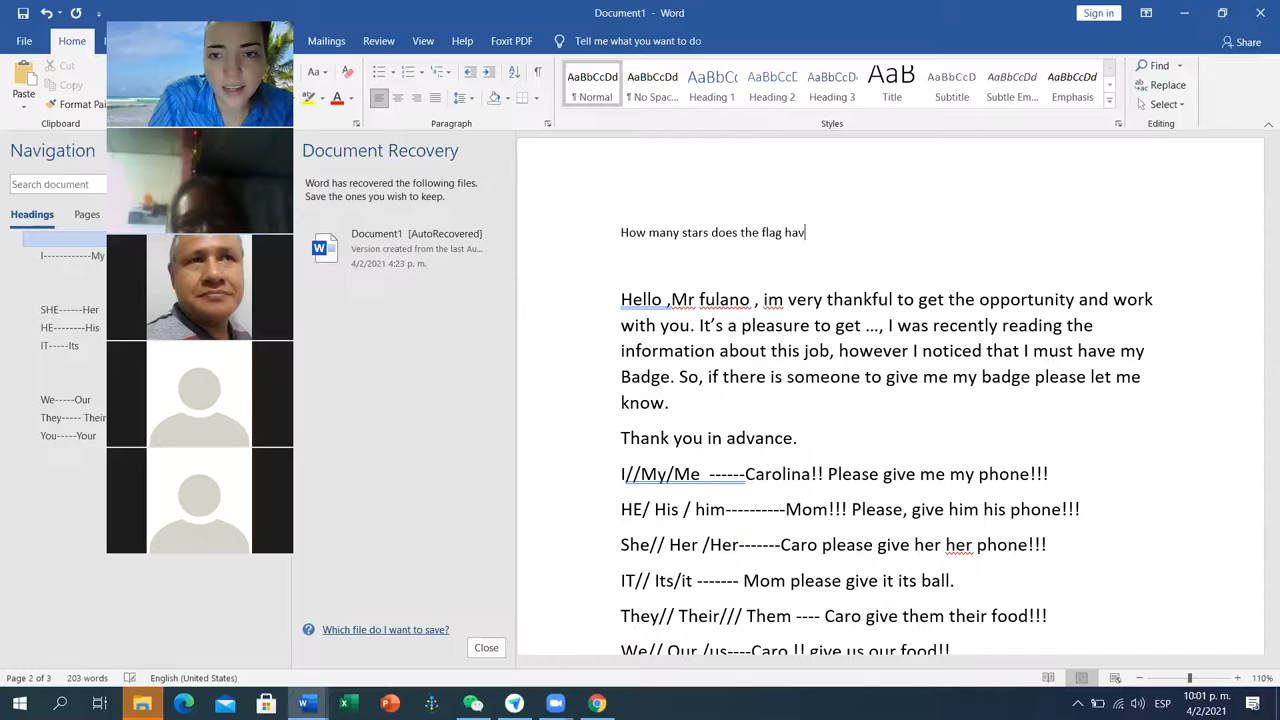 Document1 - Word
Sign in
File
Home
Mailings
Review
View
Help
Foxit PDF
Tell me what you want to do
Share
Cut
Copy
Format Pa
Paste
Clipboard
Aa
A
Paragraph
AaBbCcDd
¶ Normal
AaBbCcDd
¶ No Spac...
AaBbC
Heading 1
AaBbCcD
Heading 2
AaBbCcD
Heading 3
AaB
Title
AaBbCcD
Subtitle
AaBbCcDd
Subtle Em...
AaBbCcDd
Emphasis
Styles
Find
Replace
Select
Editing
Navigation
Search document
Headings
Pages
I----------My
SHE------Her
HE--------His
IT-----Its
We-----Our
They----- Their
You-----Your
Document Recovery
Word has recovered the following files.
Save the ones you wish to keep.
Document1 [AutoRecovered]
Version created from the last Au...
4/2/2021 4:23 p. m.
Which file do I want to save?
Close
How many stars does the flag hav
Hello ,Mr fulano , im very thankful to get the opportunity and work
with you. It’s a pleasure to get …, I was recently reading the
information about this job, however I noticed that I must have my
Badge. So, if there is someone to give me my badge please let me
know.
Thank you in advance.
I//My/Me ------Carolina!! Please give me my phone!!!
HE/ His / him----------Mom!!! Please, give him his phone!!!
She// Her /Her-------Caro please give her her phone!!!
IT// Its/it ------- Mom please give it its ball.
They// Their/// Them ---- Caro give them their food!!!
We// Our /us----Caro !! give us our food!!
Page 2 of 3
203 words
English (United States)
110%
10:01 p. m.
4/2/2021